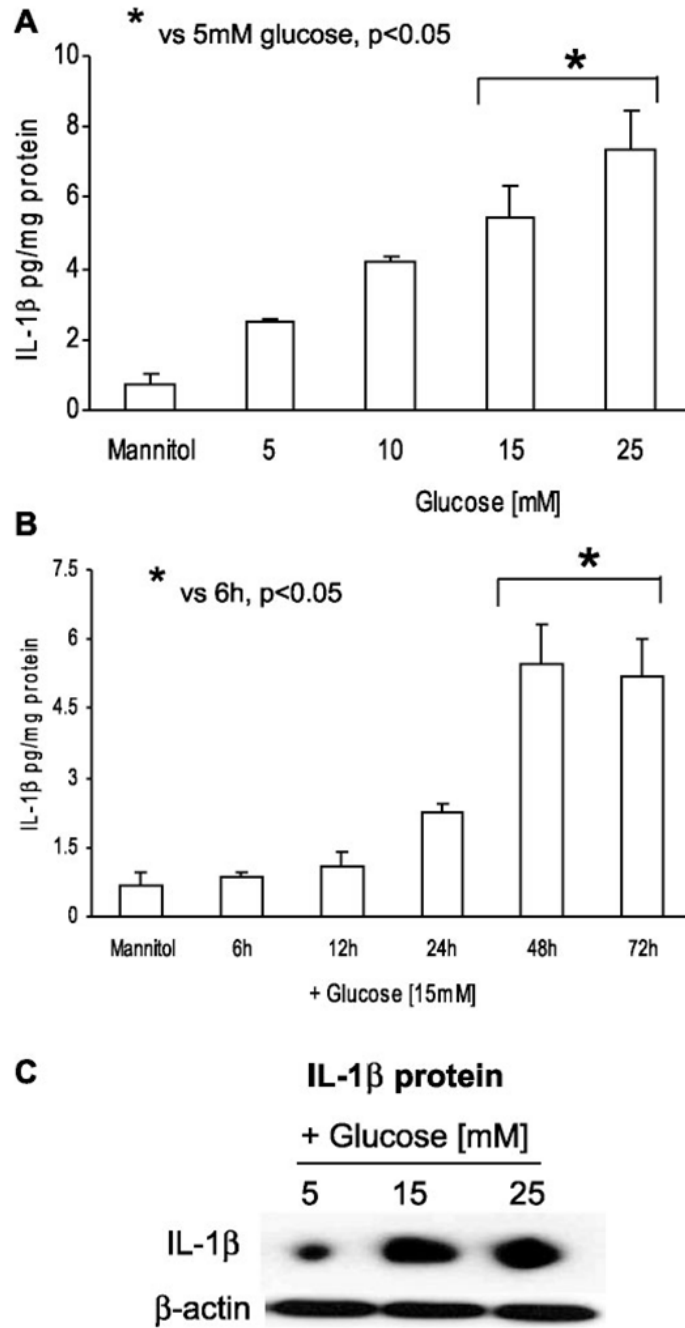 A
* vs 5mM glucose, p<0.05
*
IL-1β pg/mg protein
10
8
6
4
2
0
Mannitol 5 10 15 25
Glucose [mM]
B
* vs 6h, p<0.05
*
IL-1β pg/mg protein
7.5
6
4.5
3
1.5
0
Mannitol 6h 12h 24h 48h 72h
+ Glucose [15mM]
C
IL-1β protein
+ Glucose [mM]
5 15 25
IL-1β
β-actin